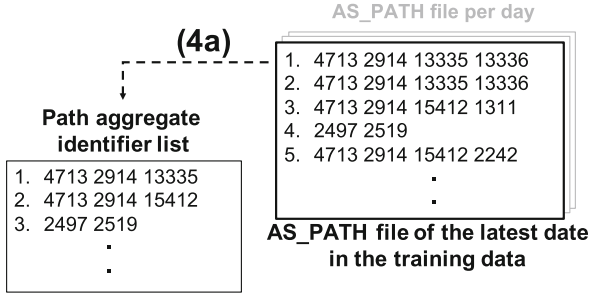 AS_PATH file per day
(4a)
1. 4713 2914 13335 13336
2. 4713 2914 13335 13336
3. 4713 2914 15412 1311
4. 2497 2519
5. 4713 2914 15412 2242
AS_PATH file of the latest date
in the training data
Path aggregate
identifier list
1. 4713 2914 13335
2. 4713 2914 15412
3. 2497 2519